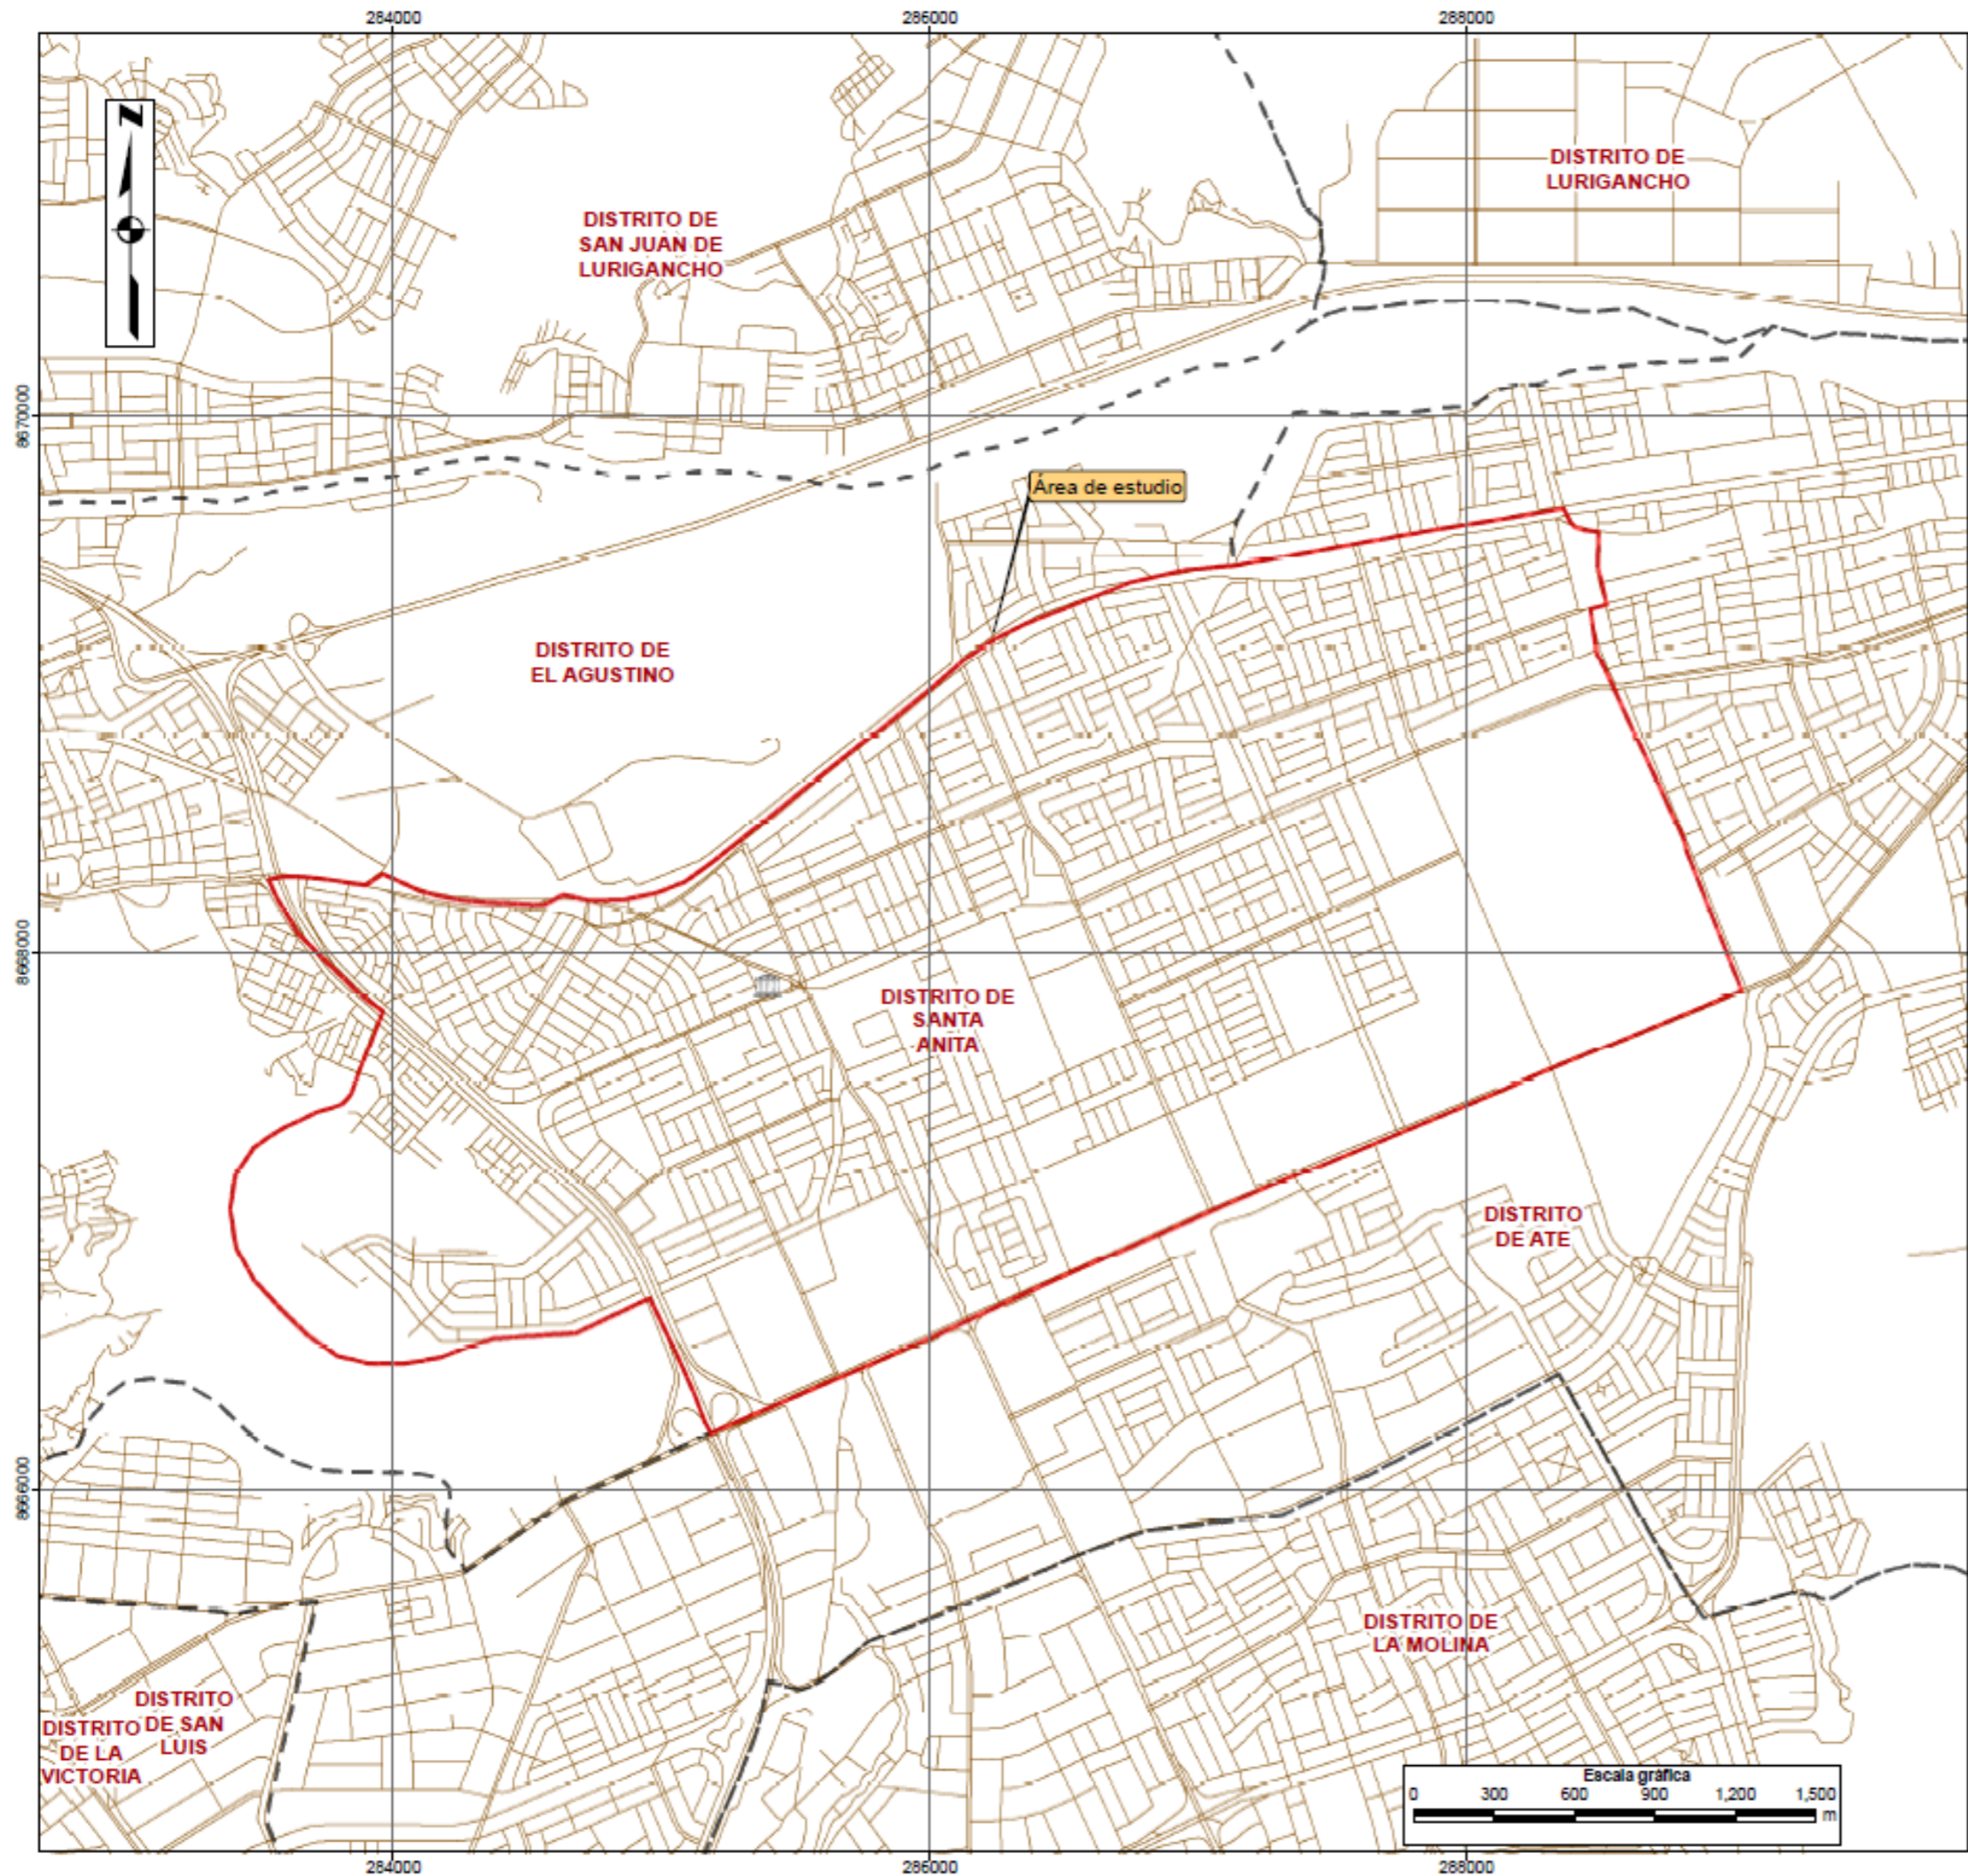 284000
286000
288000
N
DISTRITO DE
LURIGANCHO
DISTRITO DE
SAN JUAN DE
LURIGANCHO
8670000
Área de estudio
DISTRITO DE
EL AGUSTINO
8668000
DISTRITO DE
SANTA
ANITA
DISTRITO
DE ATE
8666000
DISTRITO DE
LA MOLINA
DISTRITO
DE SAN
LUIS
DISTRITO
DE LA
VICTORIA
Escala gráfica
0 300 600 900 1,200 1,500
m
284000
286000
288000